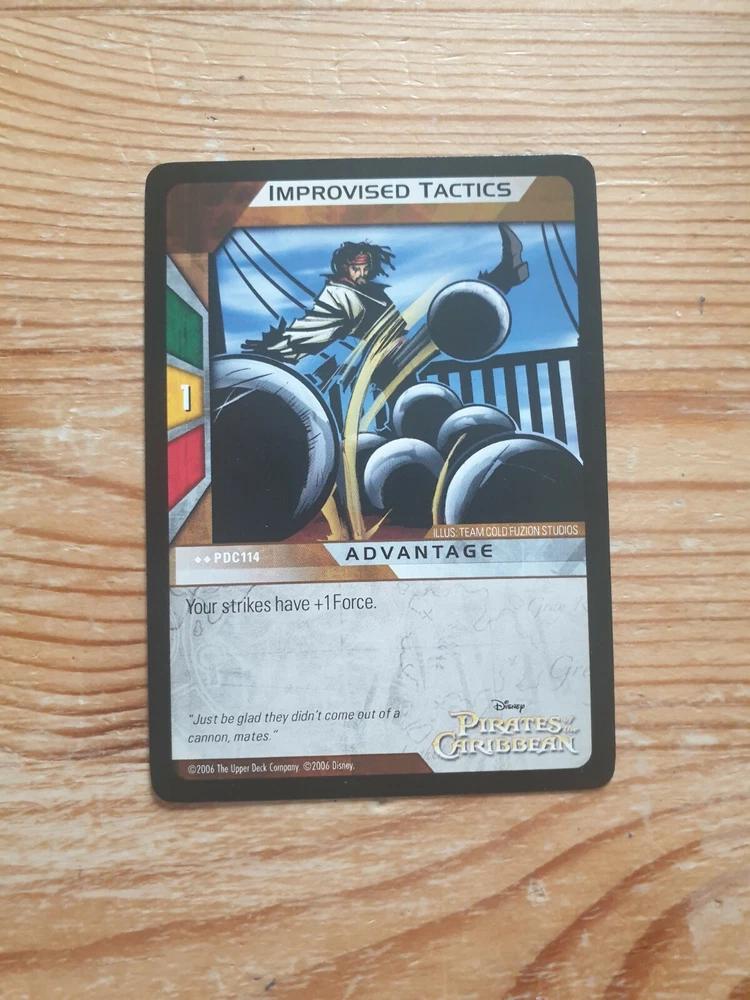 IMPROVISED TACTICS
1
ILLUS: TEAM COLD FUZION STUDIOS
PDC114
ADVANTAGE
Your strikes have +1 Force.
"Just be glad they didn't come out of a
cannon, mates."
Disney
PIRATES of the
CARIBBEAN
©2006 The Upper Deck Company. ©2006 Disney.